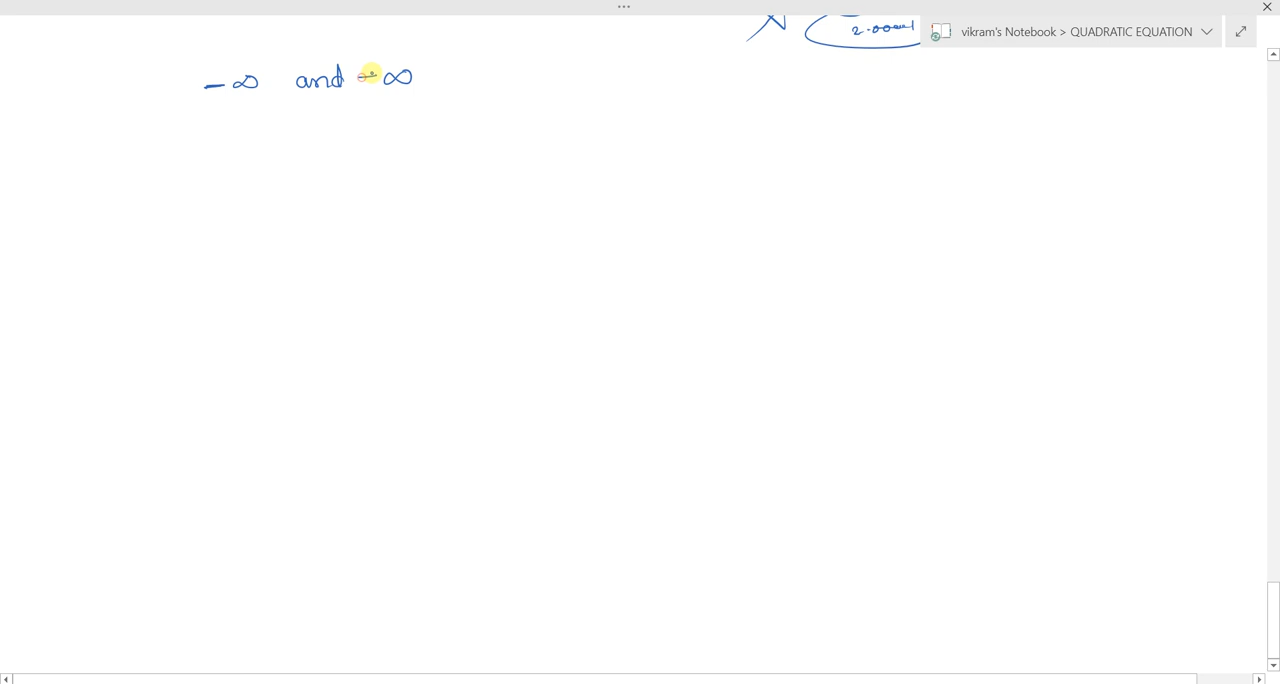 vikram's Notebook > QUADRATIC EQUATION
- ∞ and + ∞